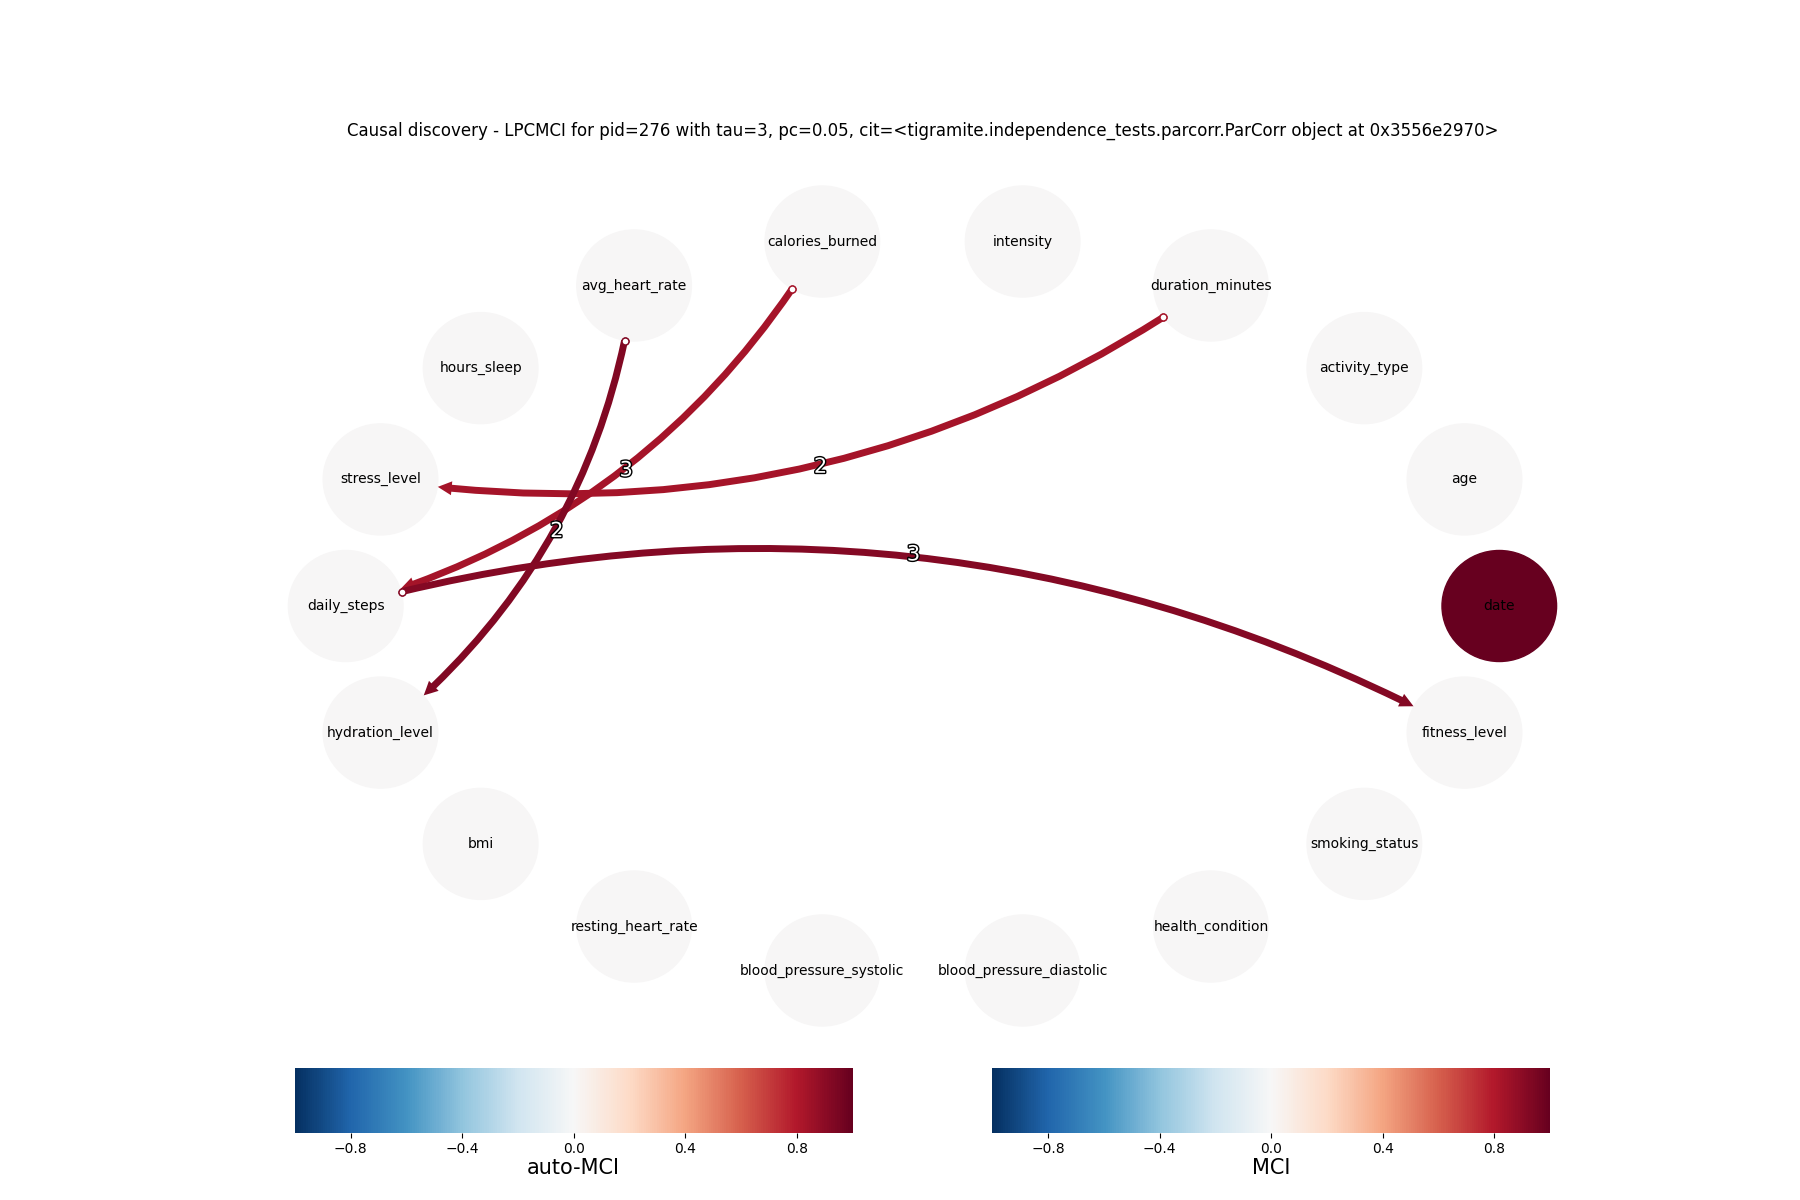 Causal discovery - LPCMCI for pid=276 with tau=3, pc=0.05, cit=<tigramite.independence_tests.parcorr.ParCorr object at 0x3556e2970>
calories_burned
intensity
avg_heart_rate
duration_minutes
hours_sleep
activity_type
3
2
stress_level
age
2
3
daily_steps
date
hydration_level
fitness_level
bmi
smoking_status
resting_heart_rate
health_condition
blood_pressure_systolic
blood_pressure_diastolic
−0.8 −0.4 0.0 0.4 0.8
auto-MCI
−0.8 −0.4 0.0 0.4 0.8
MCI